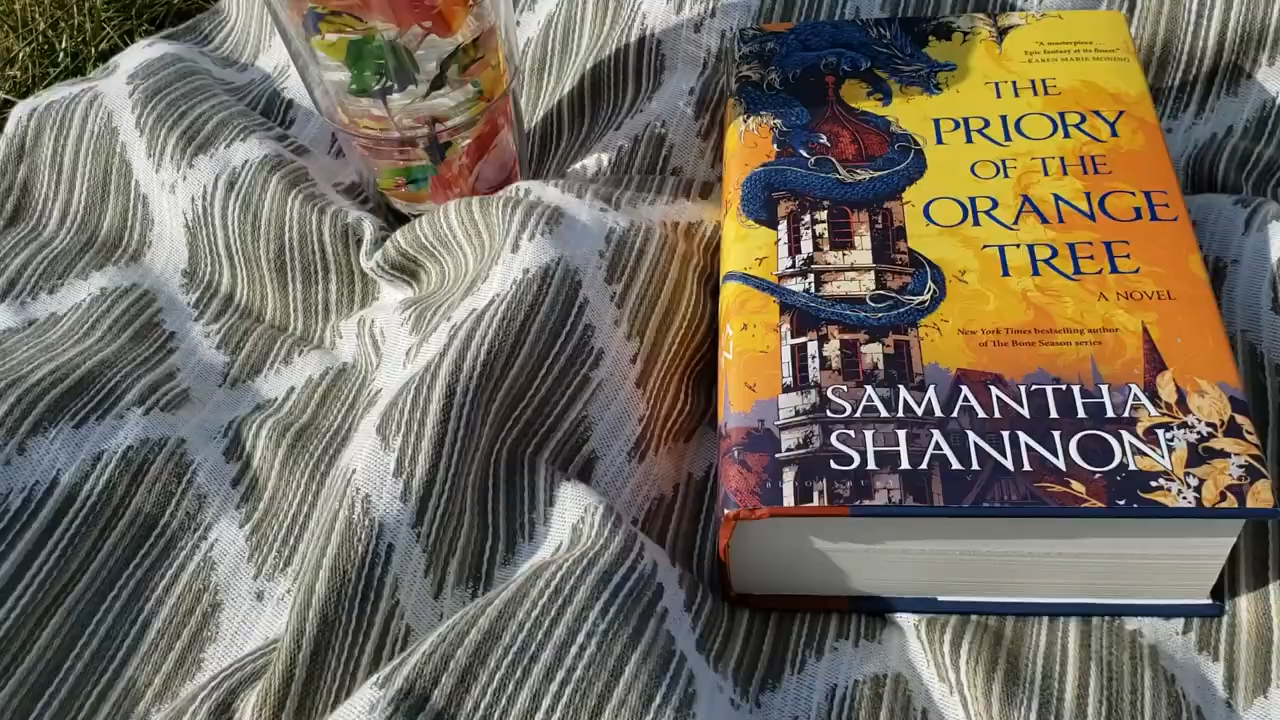 "A masterpiece . . .
Epic fantasy at its finest."
—KAREN MARIE MONING
THE
PRIORY
OF THE
ORANGE
TREE
A NOVEL
New York Times bestselling author
of The Bone Season series
SAMANTHA
SHANNON